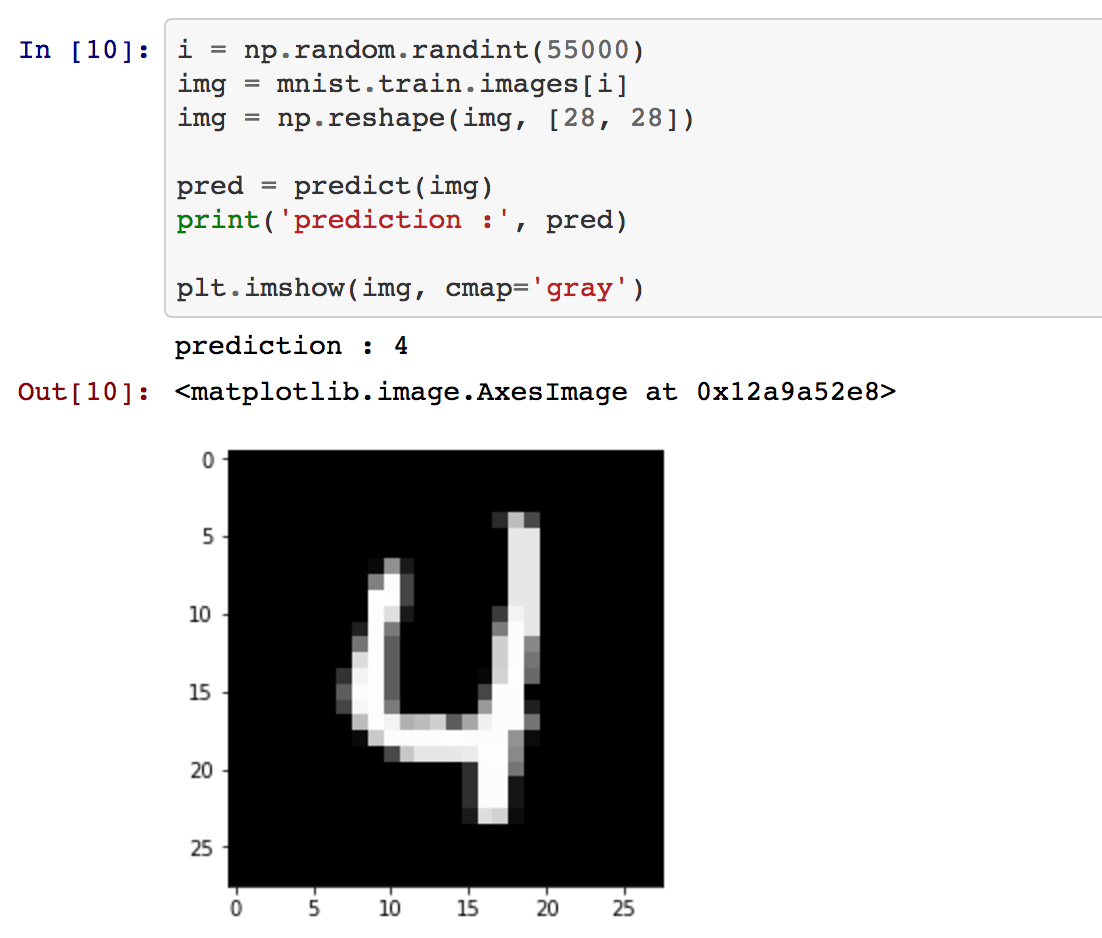 In [10]:
i = np.random.randint(55000)
img = mnist.train.images[i]
img = np.reshape(img, [28, 28])
pred = predict(img)
print('prediction :', pred)
plt.imshow(img, cmap='gray')
prediction : 4
Out[10]: <matplotlib.image.AxesImage at 0x12a9a52e8>
0
5
10
15
20
25
4
0 5 10 15 20 25